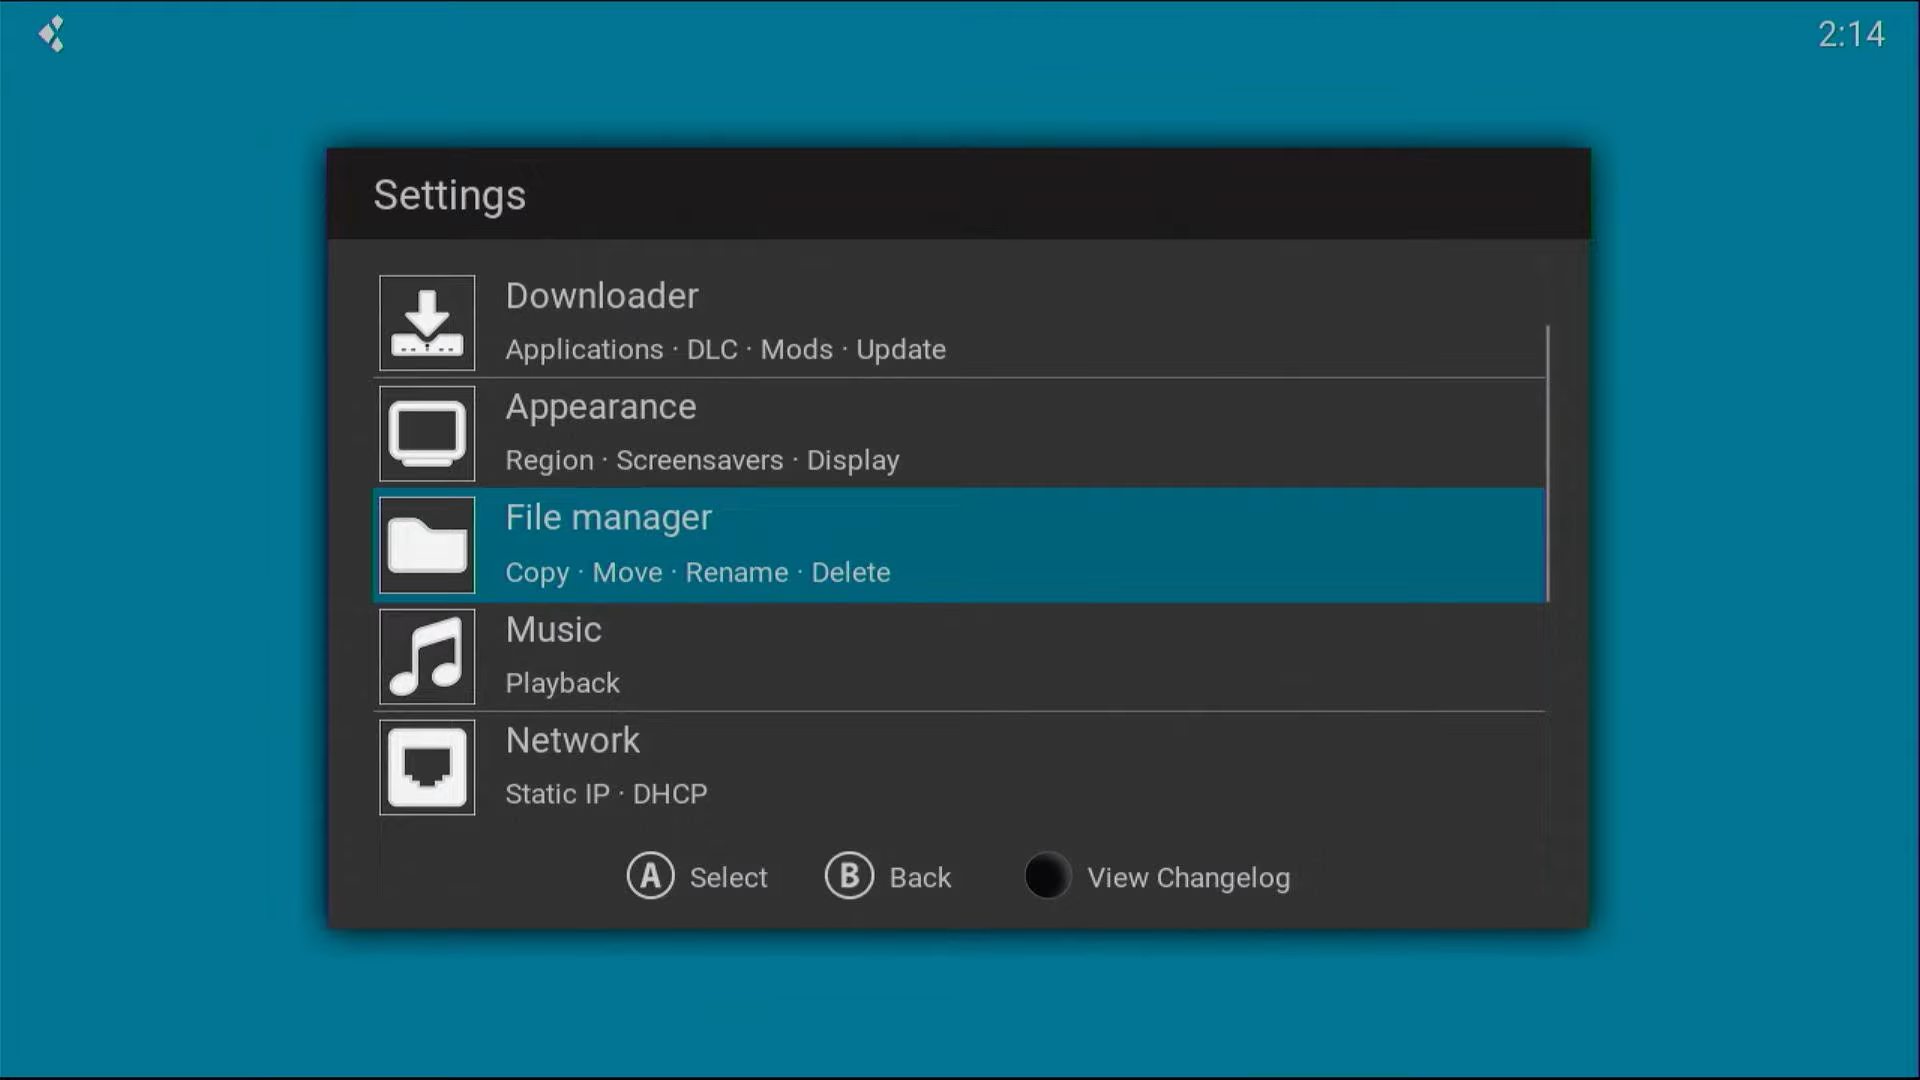 2:14
Settings
Downloader
Applications · DLC · Mods · Update
Appearance
Region · Screensavers · Display
File manager
Copy · Move · Rename · Delete
Music
Playback
Network
Static IP · DHCP
A Select B Back View Changelog